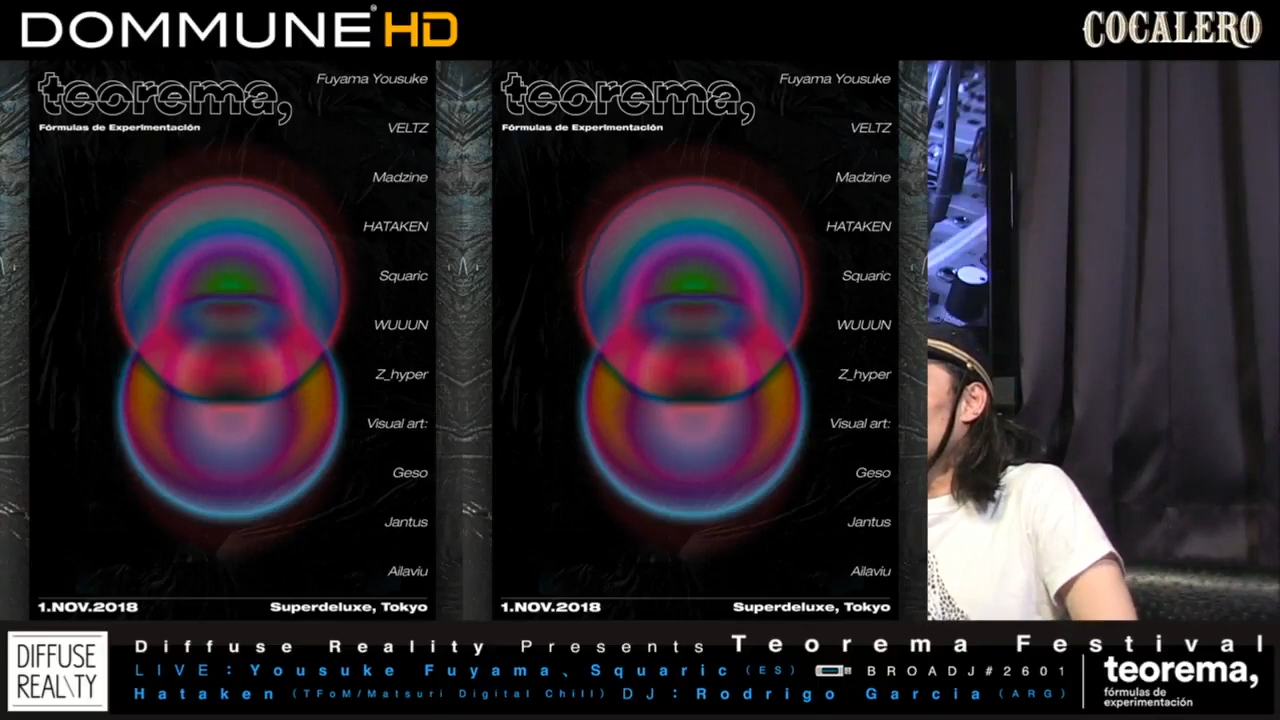 DOMMUNE® HD
COCALERO
teorema,
Fórmulas de Experimentación
Fuyama Yousuke
VELTZ
Madzine
HATAKEN
Squaric
WUUUN
Z_hyper
Visual art:
Geso
Jantus
Ailaviu
1.NOV.2018
Superdeluxe, Tokyo
teorema,
Fórmulas de Experimentación
Fuyama Yousuke
VELTZ
Madzine
HATAKEN
Squaric
WUUUN
Z_hyper
Visual art:
Geso
Jantus
Ailaviu
1.NOV.2018
Superdeluxe, Tokyo
DIFFUSE
REALITY
Diffuse Reality Presents Teorema Festival
LIVE：Yousuke Fuyama、Squaric (ES) BROADJ#2601
Hataken (TFoM/Matsuri Digital Chill) DJ：Rodrigo Garcia (ARG)
teorema,
fórmulas de
experimentación